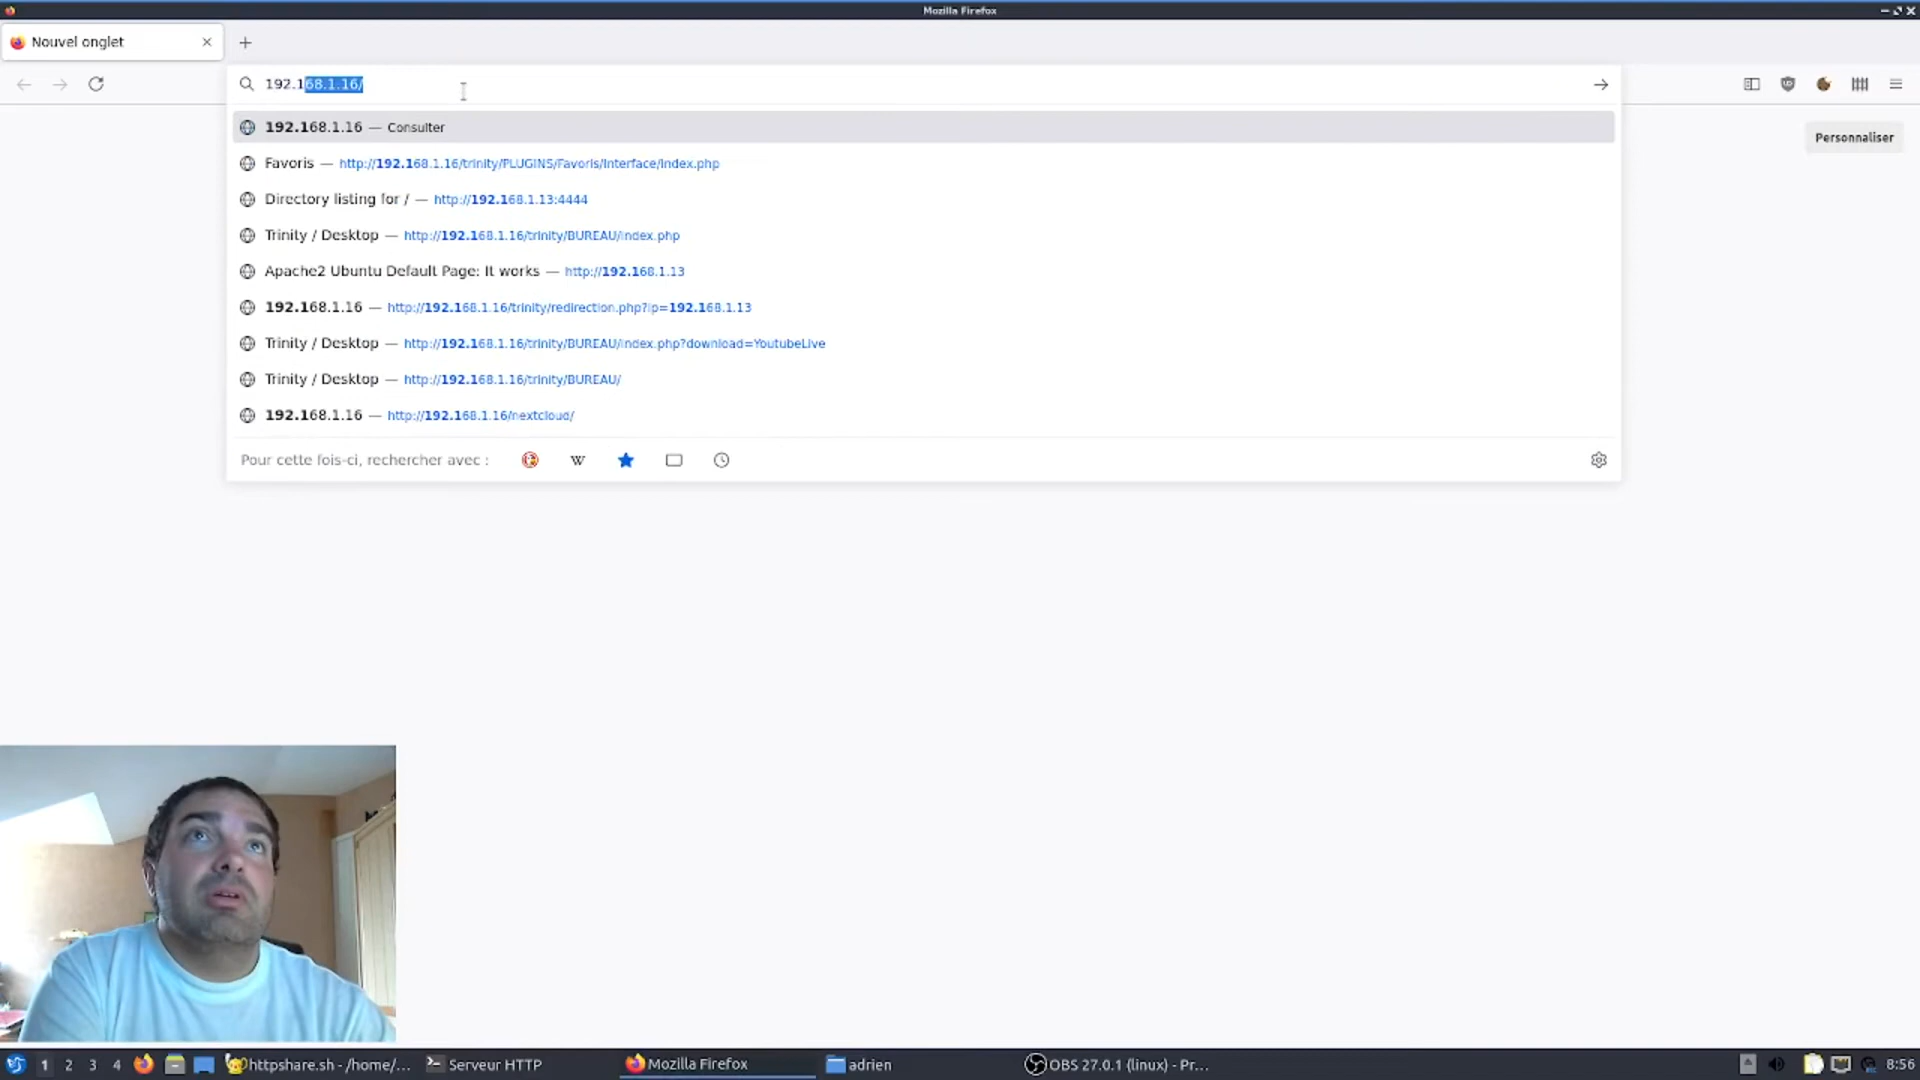 Mozilla Firefox
Nouvel onglet
192.168.1.16/
192.168.1.16 — Consulter
Personnaliser
Favoris — http://192.168.1.16/trinity/PLUGINS/Favoris/Interface/index.php
Directory listing for / — http://192.168.1.13:4444
Trinity / Desktop — http://192.168.1.16/trinity/BUREAU/index.php
Apache2 Ubuntu Default Page: It works — http://192.168.1.13
192.168.1.16 — http://192.168.1.16/trinity/redirection.php?ip=192.168.1.13
Trinity / Desktop — http://192.168.1.16/trinity/BUREAU/index.php?download=YoutubeLive
Trinity / Desktop — http://192.168.1.16/trinity/BUREAU/
192.168.1.16 — http://192.168.1.16/nextcloud/
Pour cette fois-ci, rechercher avec : W
1 2 3 4 httpshare.sh - /home/... Serveur HTTP Mozilla Firefox adrien OBS 27.0.1 (linux) - Pr... 8:56